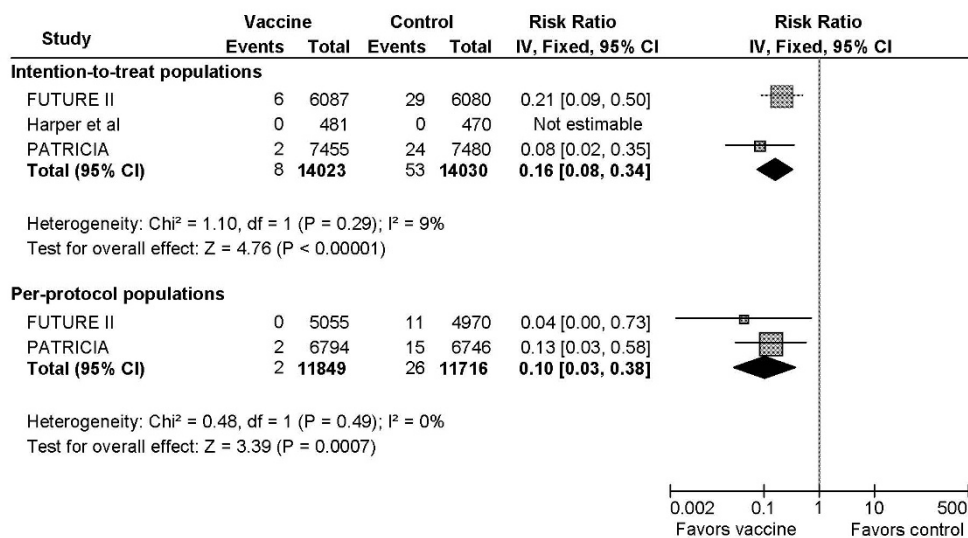 Vaccine Control Risk Ratio Risk Ratio
Study Events Total Events Total IV, Fixed, 95% CI IV, Fixed, 95% CI
Intention-to-treat populations
FUTURE II 6 6087 29 6080 0.21 [0.09, 0.50]
Harper et al 0 481 0 470 Not estimable
PATRICIA 2 7455 24 7480 0.08 [0.02, 0.35]
Total (95% CI) 8 14023 53 14030 0.16 [0.08, 0.34]
Heterogeneity: Chi² = 1.10, df = 1 (P = 0.29); I² = 9%
Test for overall effect: Z = 4.76 (P < 0.00001)
Per-protocol populations
FUTURE II 0 5055 11 4970 0.04 [0.00, 0.73]
PATRICIA 2 6794 15 6746 0.13 [0.03, 0.58]
Total (95% CI) 2 11849 26 11716 0.10 [0.03, 0.38]
Heterogeneity: Chi² = 0.48, df = 1 (P = 0.49); I² = 0%
Test for overall effect: Z = 3.39 (P = 0.0007)
0.002 0.1 1 10 500
Favors vaccine Favors control